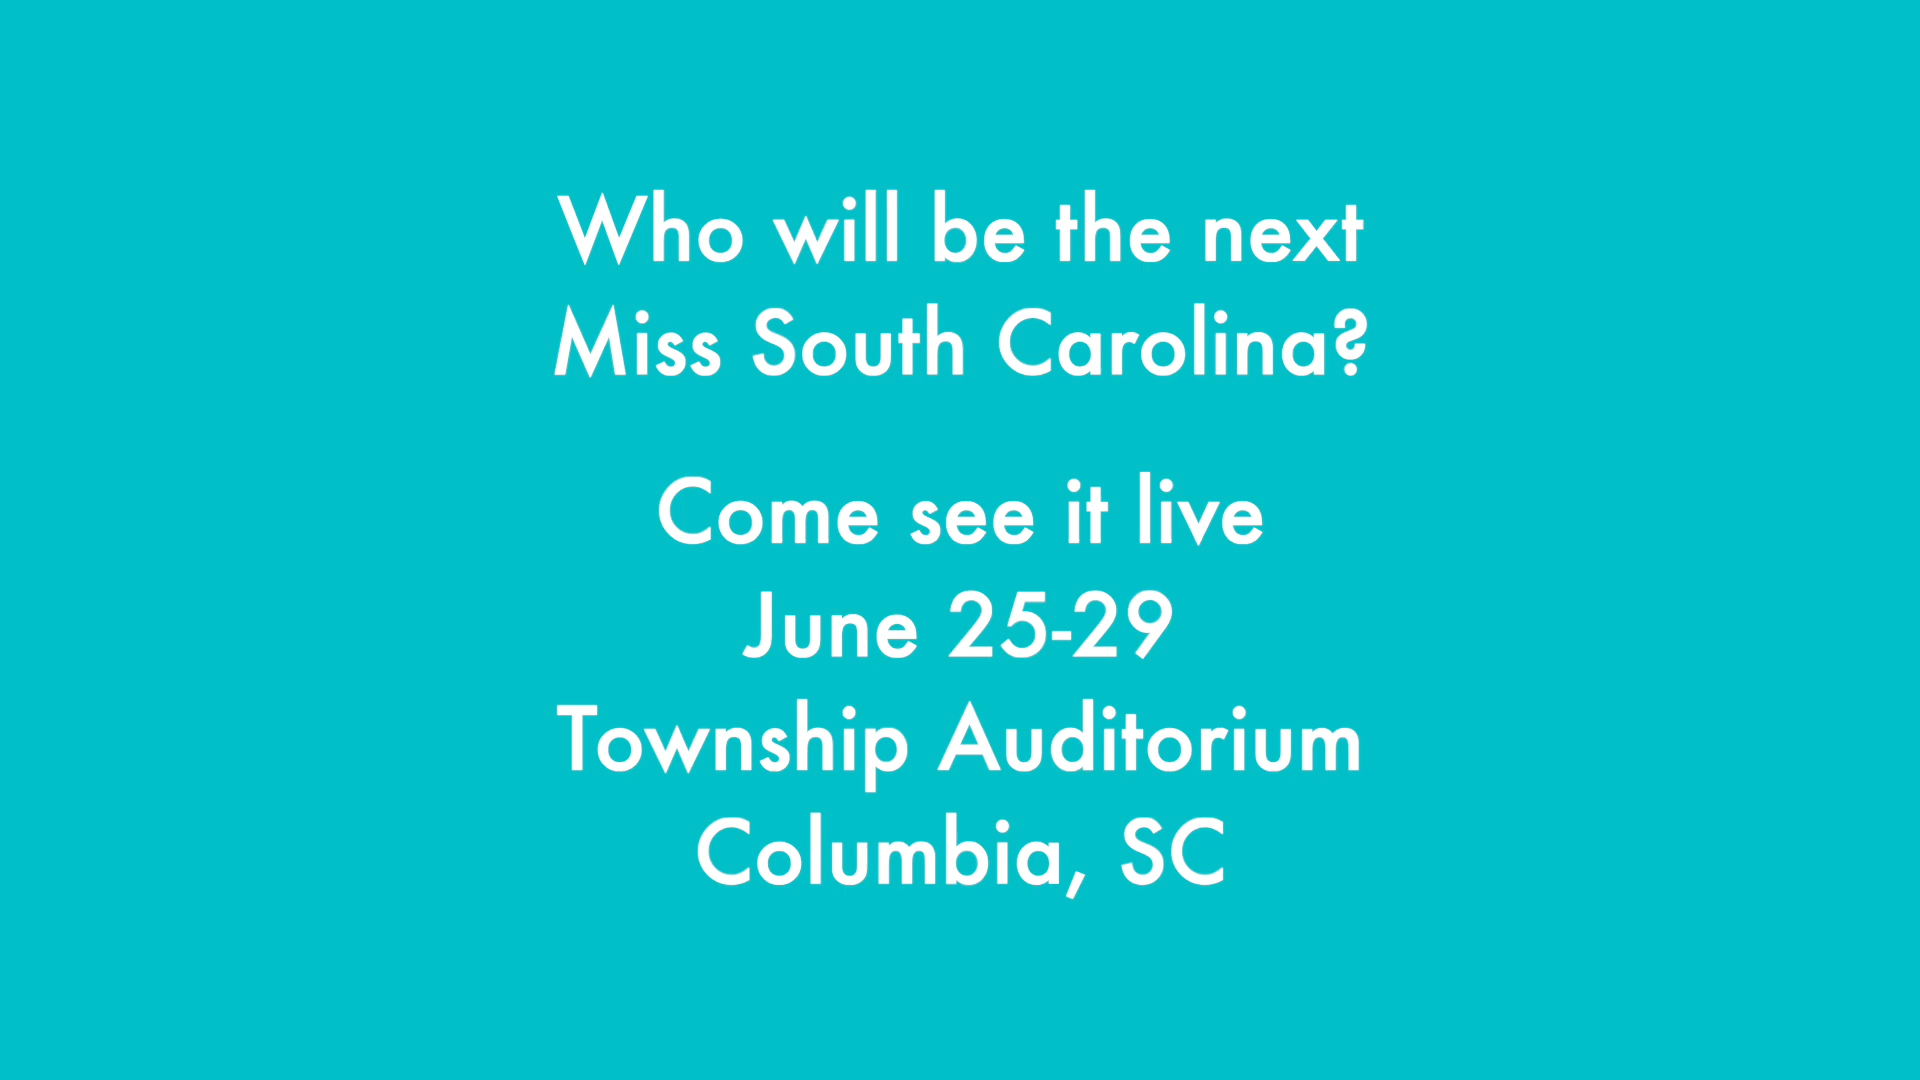 Who will be the next
Miss South Carolina?
Come see it live
June 25-29
Township Auditorium
Columbia, SC